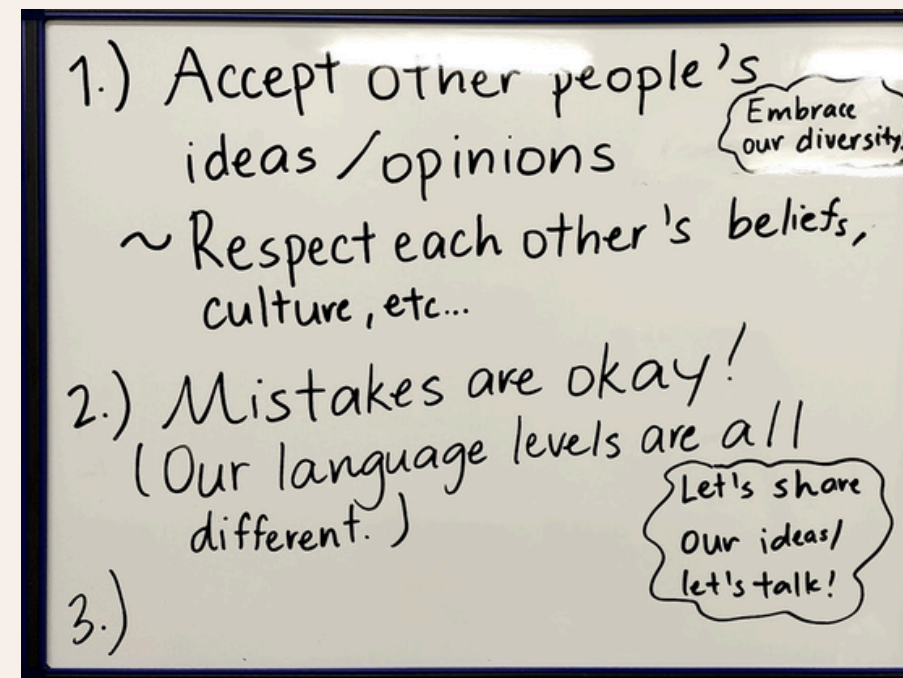 1.) Accept other people's
Embrace
our diversity.
ideas / opinions
~ Respect each other's beliefs,
culture, etc...
2.) Mistakes are okay!
(Our language levels are all
different.)
Let's share
our ideas/
let's talk!
3.)